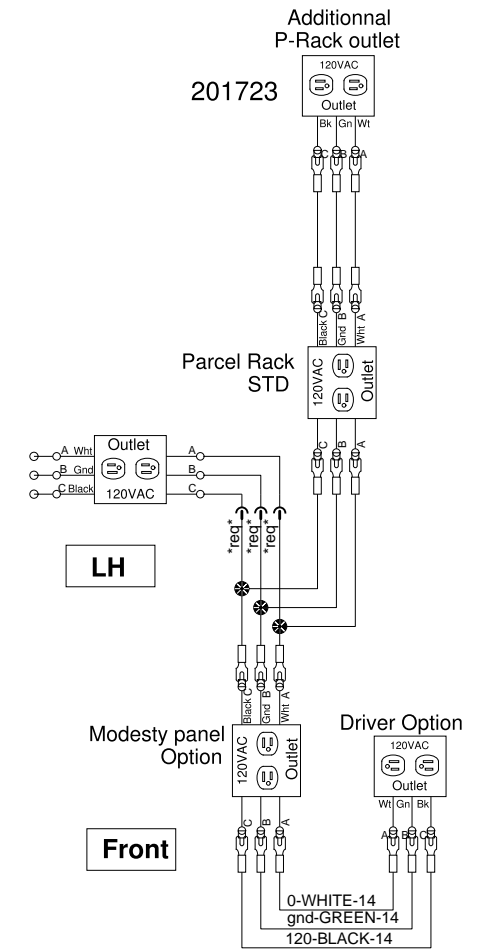 Additionnal
P-Rack outlet
201723
120VAC
Outlet
Bk Gn Wt
C B A
Black C
Gnd B
Wht A
Parcel Rack
STD
120VAC
Outlet
C B A
A Wht
B Gnd
C Black
Outlet
120VAC
A
B
C
*req* *req* *req*
LH
Black C
Gnd B
Wht A
Modesty panel
Option
120VAC
Outlet
C B A
Driver Option
120VAC
Outlet
Wt Gn Bk
A B C
Front
0-WHITE-14
gnd-GREEN-14
120-BLACK-14